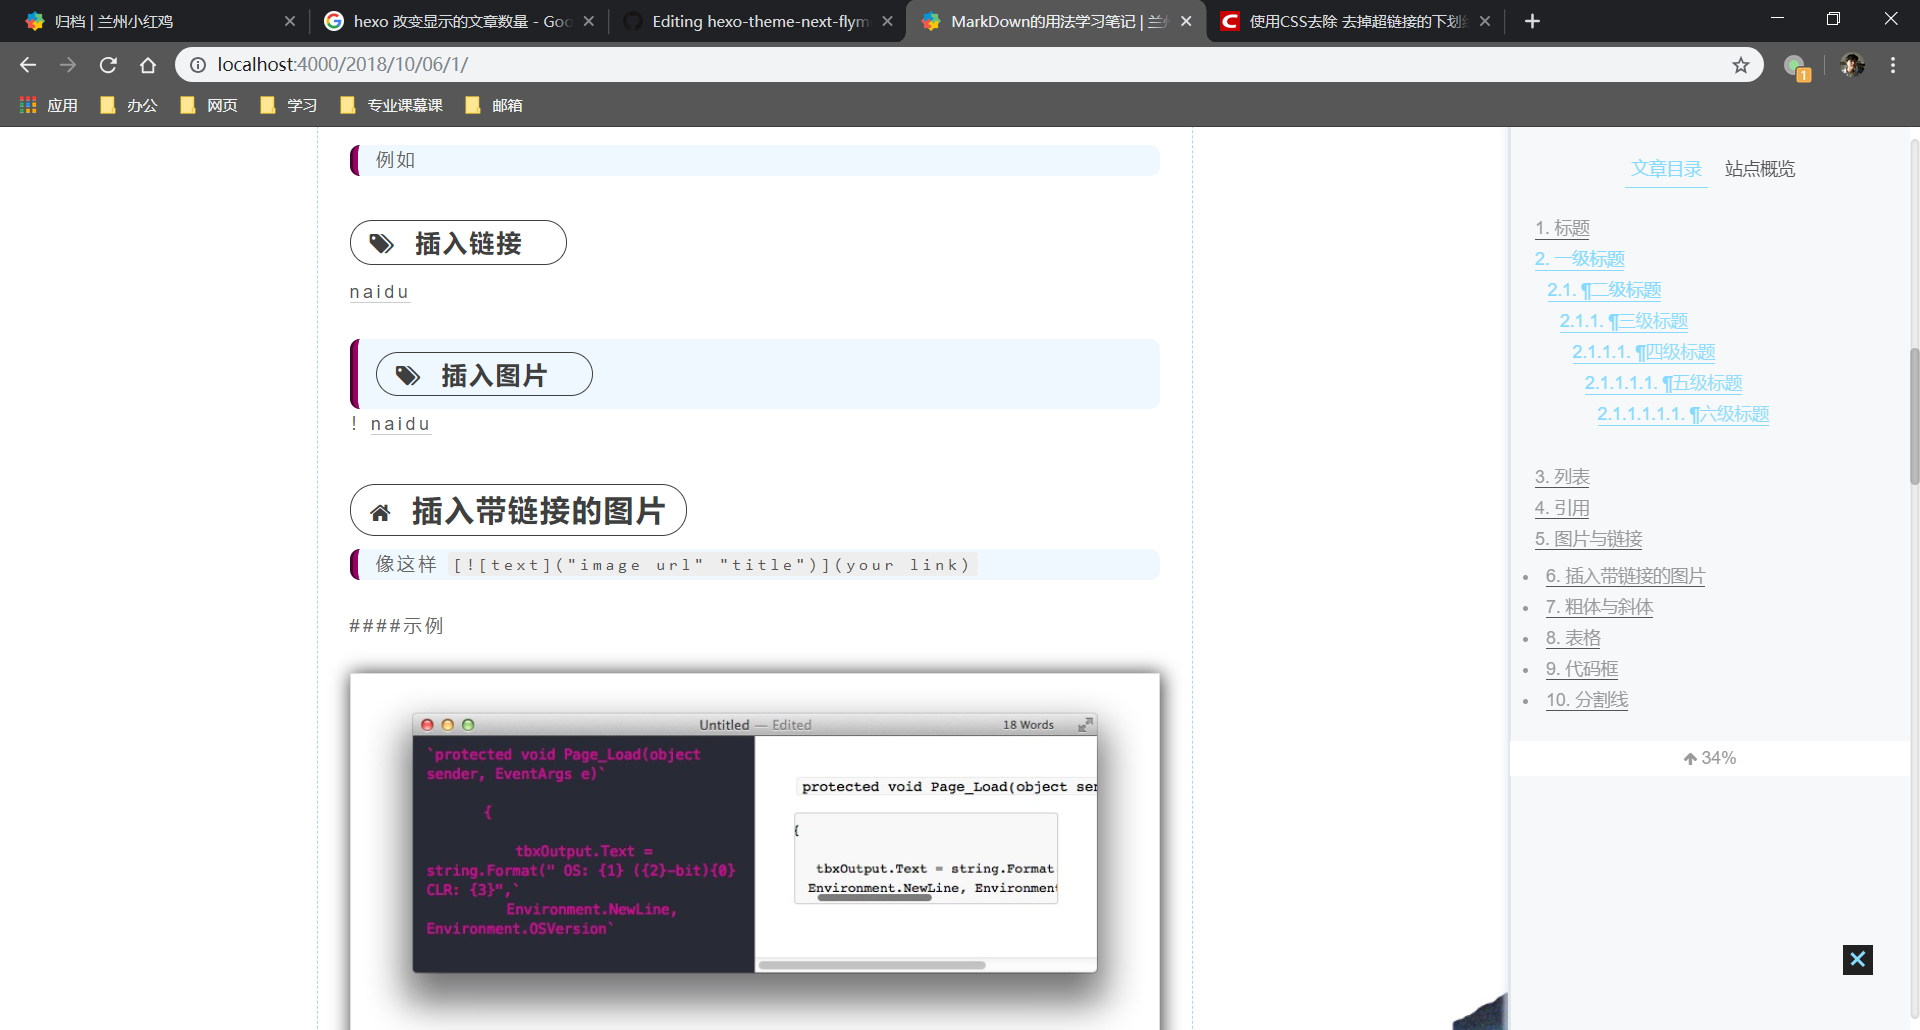 归档 | 兰州小红鸡
hexo 改变显示的文章数量 - Goo
Editing hexo-theme-next-flym
MarkDown的用法学习笔记 | 兰
使用CSS去除 去掉超链接的下划
localhost:4000/2018/10/06/1/
1
应用
办公
网页
学习
专业课慕课
邮箱
例如
插入链接
naidu
插入图片
! naidu
插入带链接的图片
像这样 [![text]("image url" "title")](your link)
####示例
Untitled — Edited
18 Words
`protected void Page_Load(object
sender, EventArgs e)`
{
tbxOutput.Text =
string.Format(" OS: {1} ({2}-bit){0}
CLR: {3}",`
Environment.NewLine,
Environment.OSVersion`
protected void Page_Load(object ser
{
tbxOutput.Text = string.Format
Environment.NewLine, Environment
文章目录
站点概览
1. 标题
2. 一级标题
2.1. ¶二级标题
2.1.1. ¶三级标题
2.1.1.1. ¶四级标题
2.1.1.1.1. ¶五级标题
2.1.1.1.1.1. ¶六级标题
3. 列表
4. 引用
5. 图片与链接
6. 插入带链接的图片
7. 粗体与斜体
8. 表格
9. 代码框
10. 分割线
34%